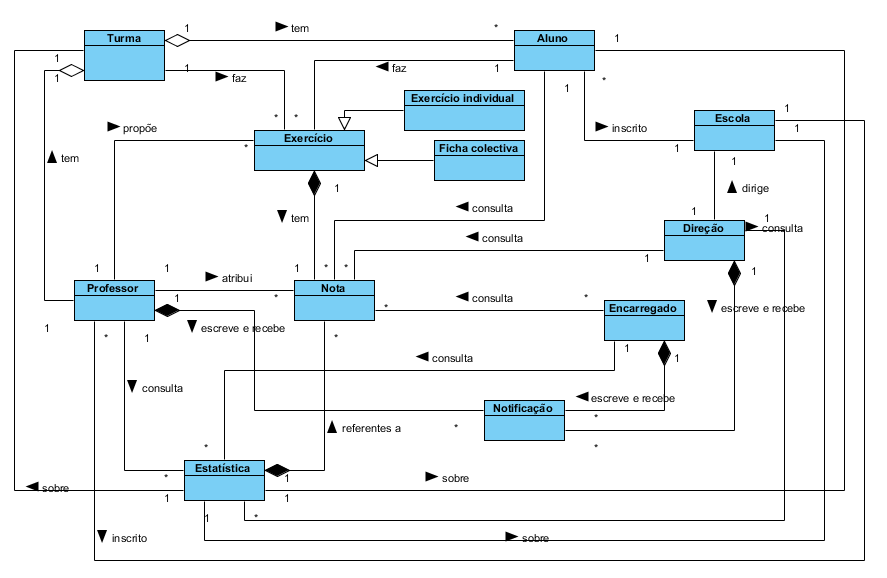 1 tem * 1
Turma Aluno
1 1 faz faz 1 *
1 Exercício individual 1 1
* * Escola
propõe Exercício inscrito 1
* Ficha colectiva 1
tem 1 1
1 dirige
tem consulta 1 1
Direção consulta
consulta
1 1 1 * * 1 1
atribui
Professor Nota
1 * consulta *
* Encarregado
1 escreve e recebe escreve e recebe
* 1 * 1 1
consulta
consulta escreve e recebe
Notificação *
referentes a *
* *
Estatística
* 1 sobre
sobre 1 1
1 *
inscrito sobre